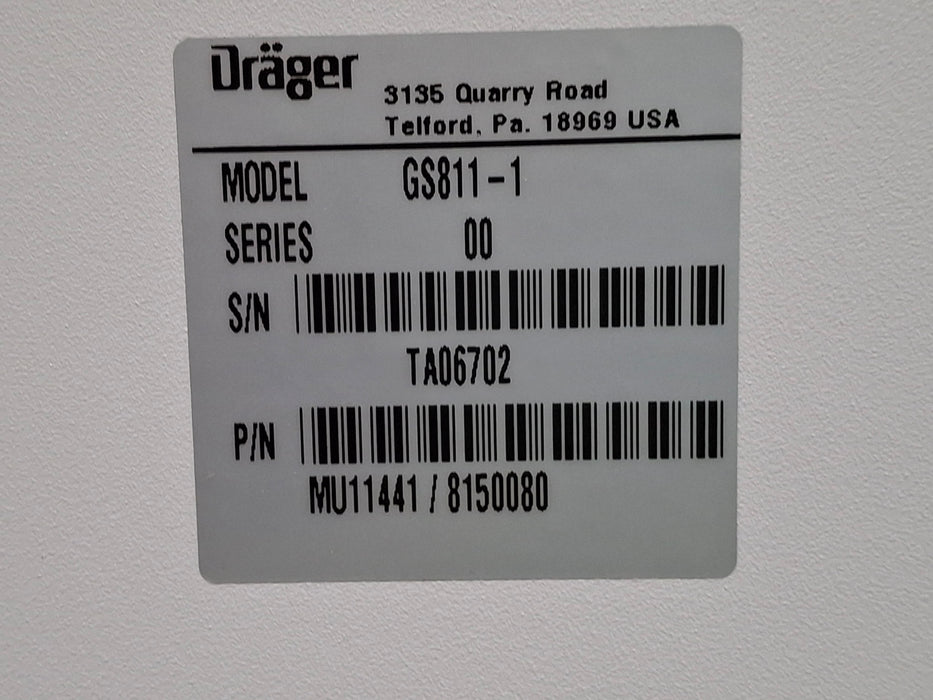 Dräger
3135 Quarry Road
Telford, Pa. 18969 USA
MODEL GS811-1
SERIES 00
S/N
TA06702
P/N
MU11441 / 8150080